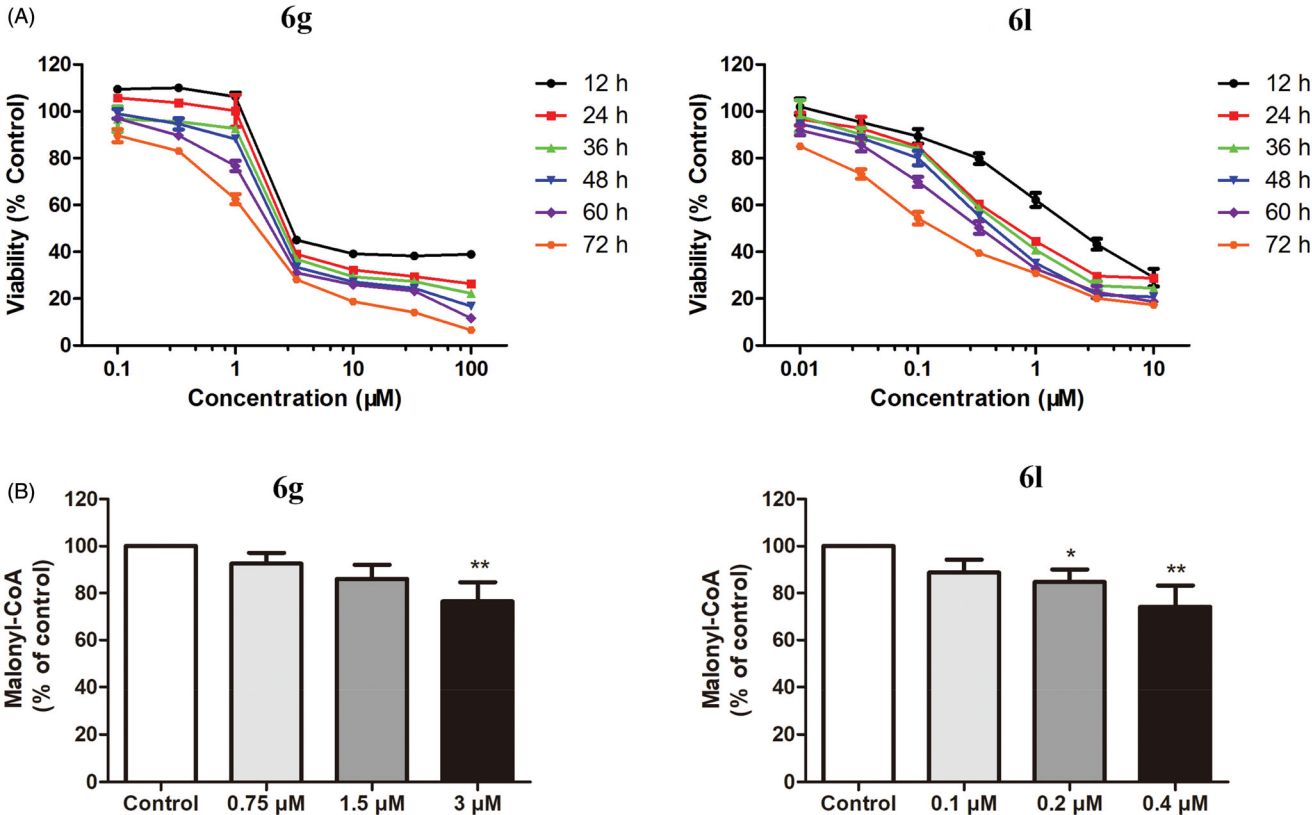 (A)
6g
120
100
80
60
40
20
0
Viability (% Control)
0.1
1
10
100
Concentration (µM)
12 h
24 h
36 h
48 h
60 h
72 h
6l
120
100
80
60
40
20
0
Viability (% Control)
0.01
0.1
1
10
Concentration (µM)
12 h
24 h
36 h
48 h
60 h
72 h
(B)
6g
120
100
80
60
40
20
0
Malonyl-CoA
(% of control)
**
Control
0.75 µM
1.5 µM
3 µM
6l
120
100
80
60
40
20
0
Malonyl-CoA
(% of control)
*
**
Control
0.1 µM
0.2 µM
0.4 µM